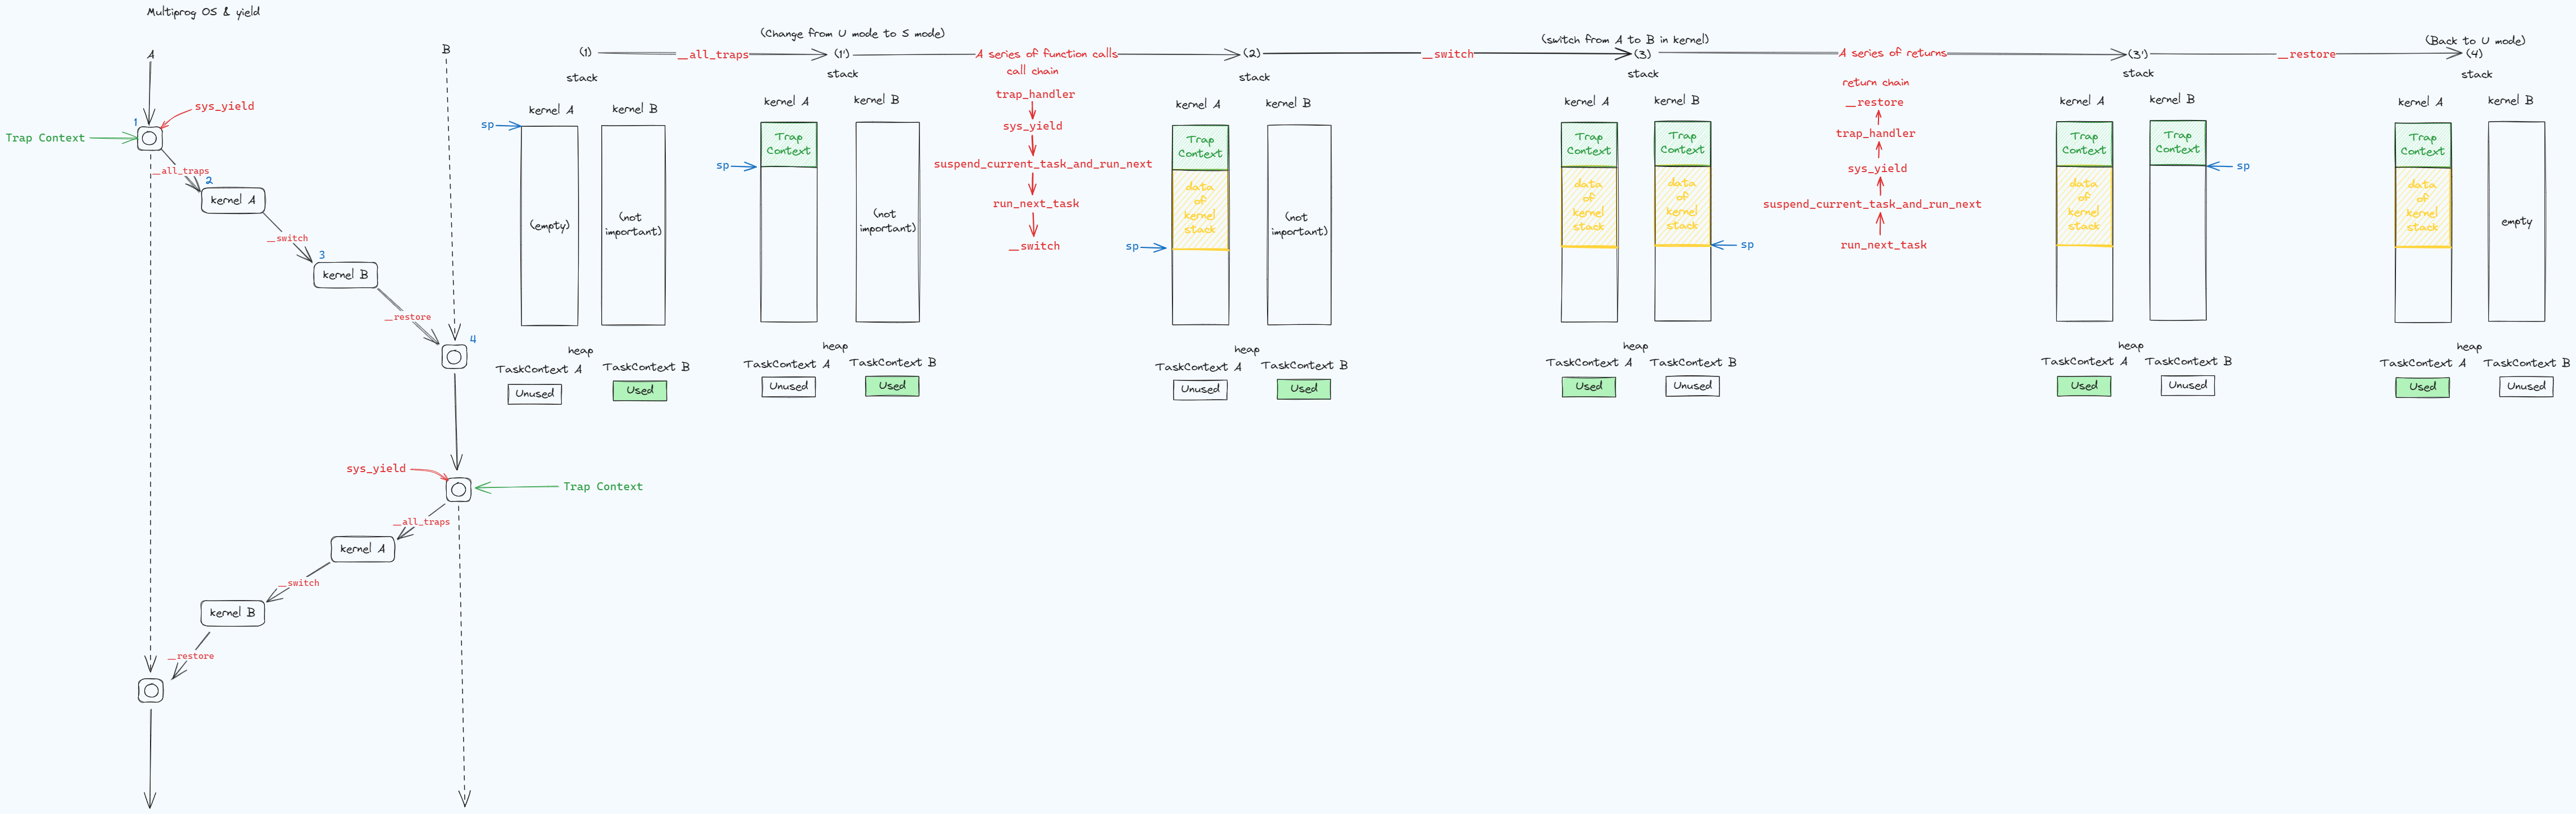 Multiprog OS & yield
A
B
sys_yield
1
Trap Context
__all_traps
2
kernel A
__switch
3
kernel B
__restore
4
sys_yield
Trap Context
__all_traps
kernel A
__switch
kernel B
__restore
(1)
__all_traps
(Change from U mode to S mode)
(1')
A series of function calls
(2)
__switch
(switch from A to B in kernel)
(3)
A series of returns
(3')
__restore
(Back to U mode)
(4)
stack
kernel A
kernel B
sp
(empty)
(not
important)
heap
TaskContext A
TaskContext B
Unused
Used
stack
kernel A
kernel B
Trap
Context
sp
(not
important)
heap
TaskContext A
TaskContext B
Unused
Used
call chain
trap_handler
sys_yield
suspend_current_task_and_run_next
run_next_task
__switch
stack
kernel A
kernel B
Trap
Context
data
of
kernel
stack
sp
(not
important)
heap
TaskContext A
TaskContext B
Unused
Used
stack
kernel A
kernel B
Trap
Context
data
of
kernel
stack
Trap
Context
data
of
kernel
stack
sp
heap
TaskContext A
TaskContext B
Used
Unused
return chain
__restore
trap_handler
sys_yield
suspend_current_task_and_run_next
run_next_task
stack
kernel A
kernel B
Trap
Context
data
of
kernel
stack
Trap
Context
sp
heap
TaskContext A
TaskContext B
Used
Unused
stack
kernel A
kernel B
Trap
Context
data
of
kernel
stack
empty
heap
TaskContext A
TaskContext B
Used
Unused